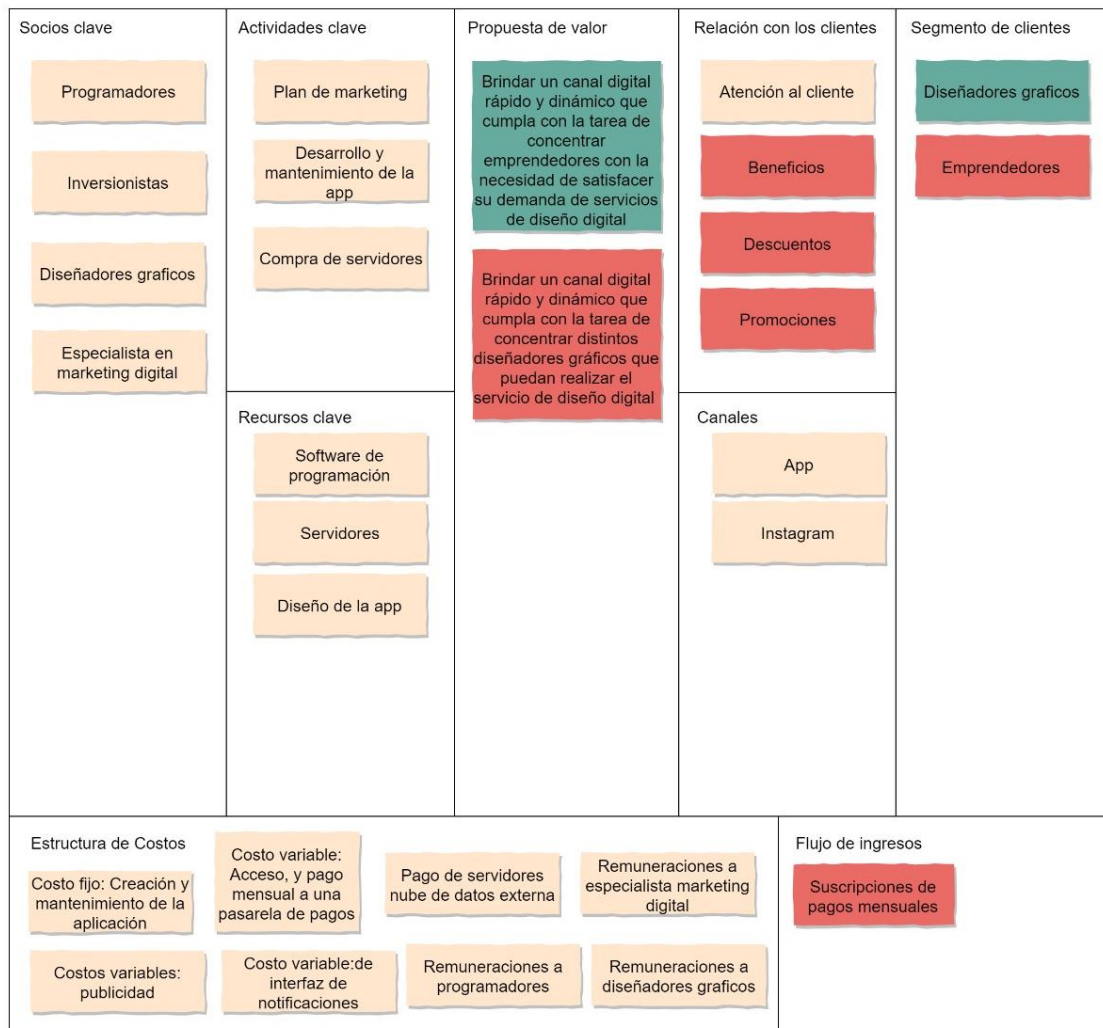 Socios clave
Programadores
Inversionistas
Diseñadores graficos
Especialista en
marketing digital
Actividades clave
Plan de marketing
Desarrollo y
mantenimiento de la
app
Compra de servidores
Recursos clave
Software de
programación
Servidores
Diseño de la app
Propuesta de valor
Brindar un canal digital
rápido y dinámico que
cumpla con la tarea de
concentrar
emprendedores con la
necesidad de satisfacer
su demanda de servicios
de diseño digital
Brindar un canal digital
rápido y dinámico que
cumpla con la tarea de
concentrar distintos
diseñadores gráficos que
puedan realizar el
servicio de diseño digital
Relación con los clientes
Atención al cliente
Beneficios
Descuentos
Promociones
Canales
App
Instagram
Segmento de clientes
Diseñadores graficos
Emprendedores
Estructura de Costos
Costo fijo: Creación y
mantenimiento de la
aplicación
Costo variable:
Acceso, y pago
mensual a una
pasarela de pagos
Pago de servidores
nube de datos externa
Remuneraciones a
especialista marketing
digital
Costos variables:
publicidad
Costo variable:de
interfaz de
notificaciones
Remuneraciones a
programadores
Remuneraciones a
diseñadores graficos
Flujo de ingresos
Suscripciones de
pagos mensuales